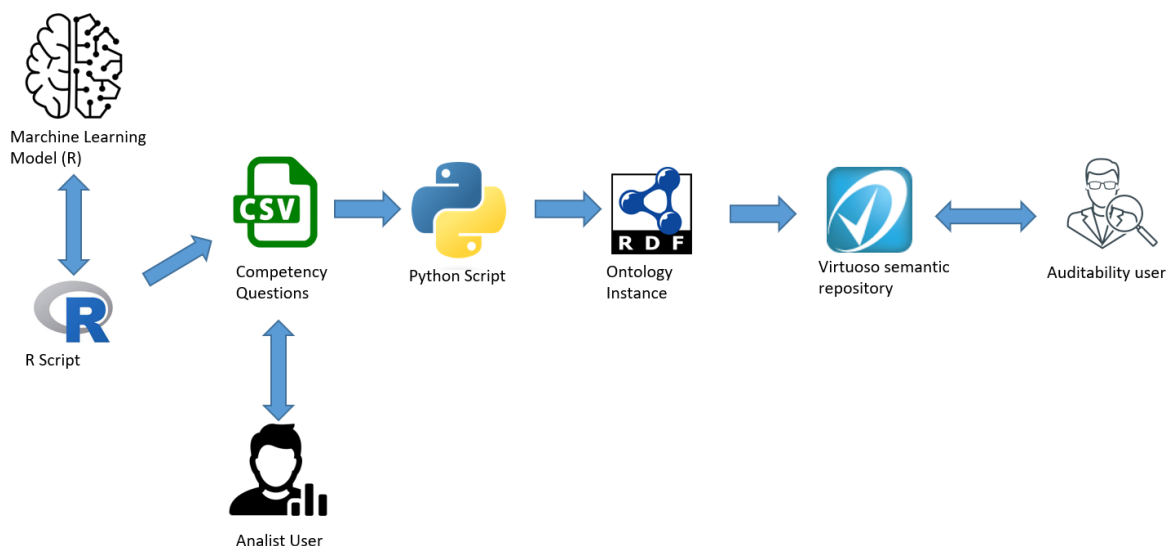 Marchine Learning
Model (R)
CSV
Competency
Questions
Python Script
RDF
Ontology
Instance
Virtuoso semantic
repository
Auditability user
R
R Script
Analist User